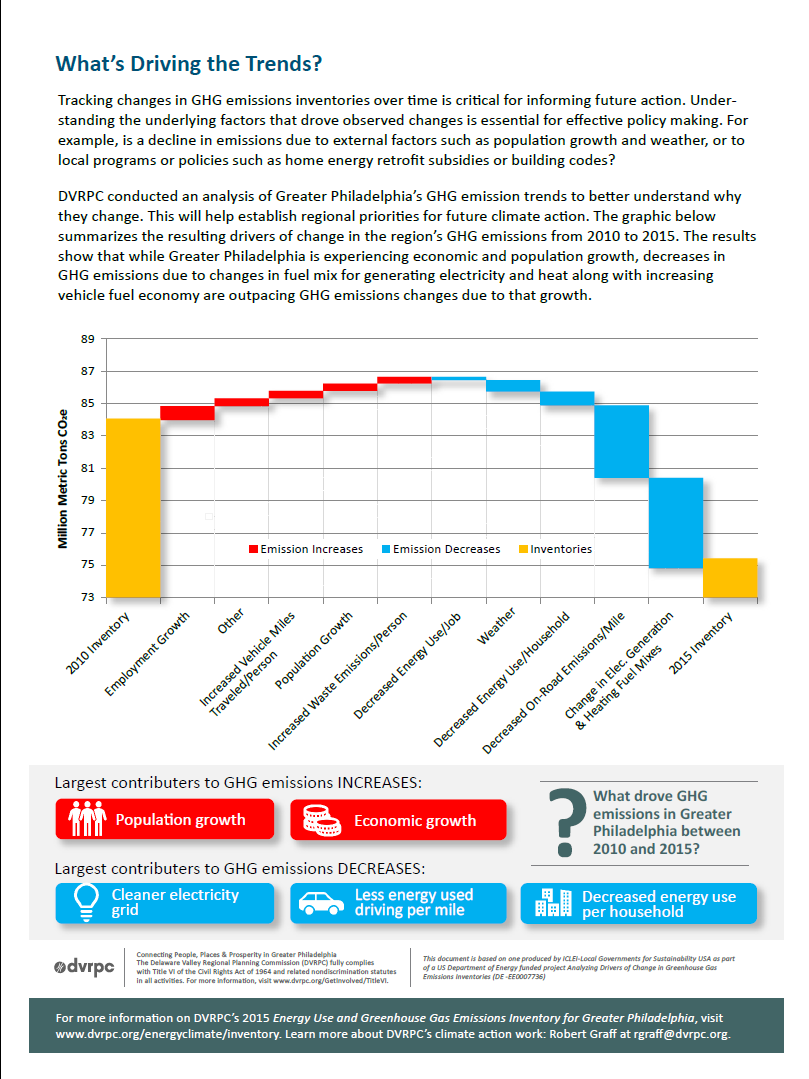 What's Driving the Trends?
Tracking changes in GHG emissions inventories over time is critical for informing future action. Under-
standing the underlying factors that drove observed changes is essential for effective policy making. For
example, is a decline in emissions due to external factors such as population growth and weather, or to
local programs or policies such as home energy retrofit subsidies or building codes?
DVRPC conducted an analysis of Greater Philadelphia's GHG emission trends to better understand why
they change. This will help establish regional priorities for future climate action. The graphic below
summarizes the resulting drivers of change in the region's GHG emissions from 2010 to 2015. The results
show that while Greater Philadelphia is experiencing economic and population growth, decreases in
GHG emissions due to changes in fuel mix for generating electricity and heat along with increasing
vehicle fuel economy are outpacing GHG emissions changes due to that growth.
Million Metric Tons CO₂e
89
87
85
83
81
79
77
75
73
Emission Increases
Emission Decreases
Inventories
2010 Inventory
Employment Growth
Other
Increased Vehicle Miles
Traveled/Person
Population Growth
Increased Waste Emissions/Person
Decreased Energy Use/Job
Weather
Decreased Energy Use/Household
Decreased On-Road Emissions/Mile
Change in Elec. Generation
& Heating Fuel Mixes
2015 Inventory
Largest contributers to GHG emissions INCREASES:
Population growth
Economic growth
?
What drove GHG
emissions in Greater
Philadelphia between
2010 and 2015?
Largest contributers to GHG emissions DECREASES:
Cleaner electricity
grid
Less energy used
driving per mile
Decreased energy use
per household
dvrpc
Connecting People, Places & Prosperity in Greater Philadelphia
The Delaware Valley Regional Planning Commission (DVRPC) fully complies
with Title VI of the Civil Rights Act of 1964 and related nondiscrimination statutes
in all activities. For more information, visit www.dvrpc.org/GetInvolved/TitleVI.
This document is based on one produced by ICLEI-Local Governments for Sustainability USA as part
of a US Department of Energy funded project Analyzing Drivers of Change in Greenhouse Gas
Emissions Inventories (DE -EE0007736)
For more information on DVRPC's 2015 Energy Use and Greenhouse Gas Emissions Inventory for Greater Philadelphia, visit
www.dvrpc.org/energyclimate/inventory. Learn more about DVRPC's climate action work: Robert Graff at rgraff@dvrpc.org.